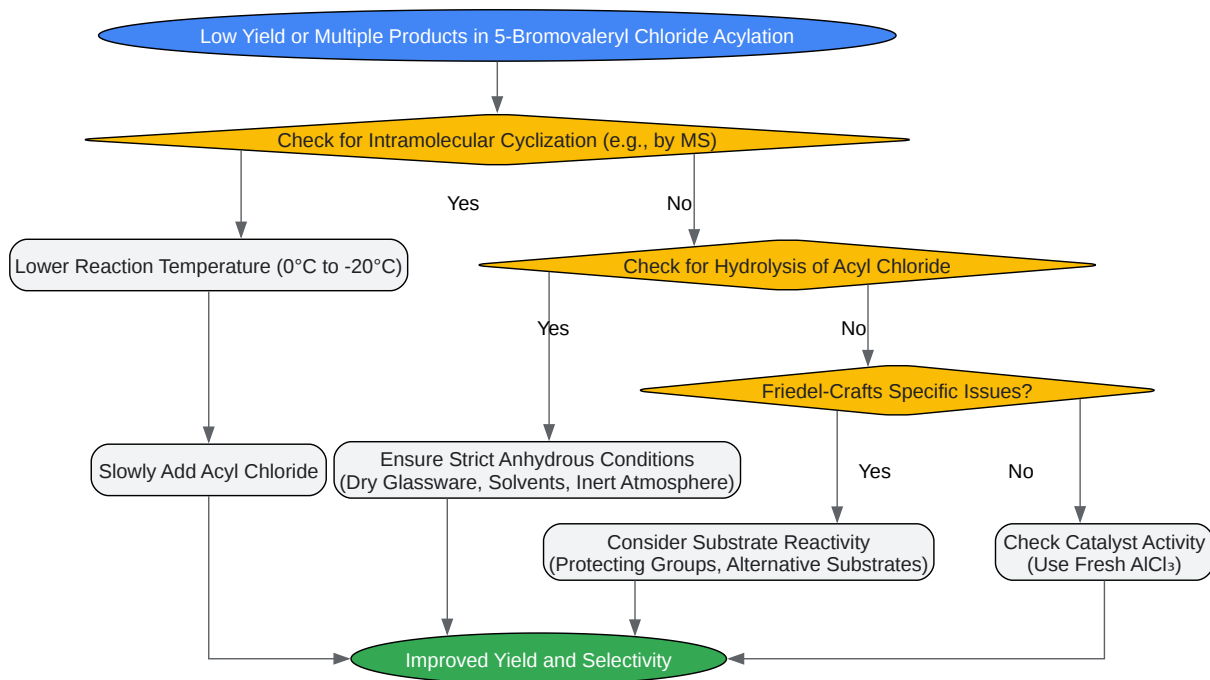 Low Yield or Multiple Products in 5-Bromovaleryl Chloride Acylation
Check for Intramolecular Cyclization (e.g., by MS)
Yes
No
Lower Reaction Temperature (0°C to -20°C)
Check for Hydrolysis of Acyl Chloride
Yes
No
Friedel-Crafts Specific Issues?
Slowly Add Acyl Chloride
Ensure Strict Anhydrous Conditions
(Dry Glassware, Solvents, Inert Atmosphere)
Yes
No
Consider Substrate Reactivity
(Protecting Groups, Alternative Substrates)
Check Catalyst Activity
(Use Fresh AlCl₃)
Improved Yield and Selectivity